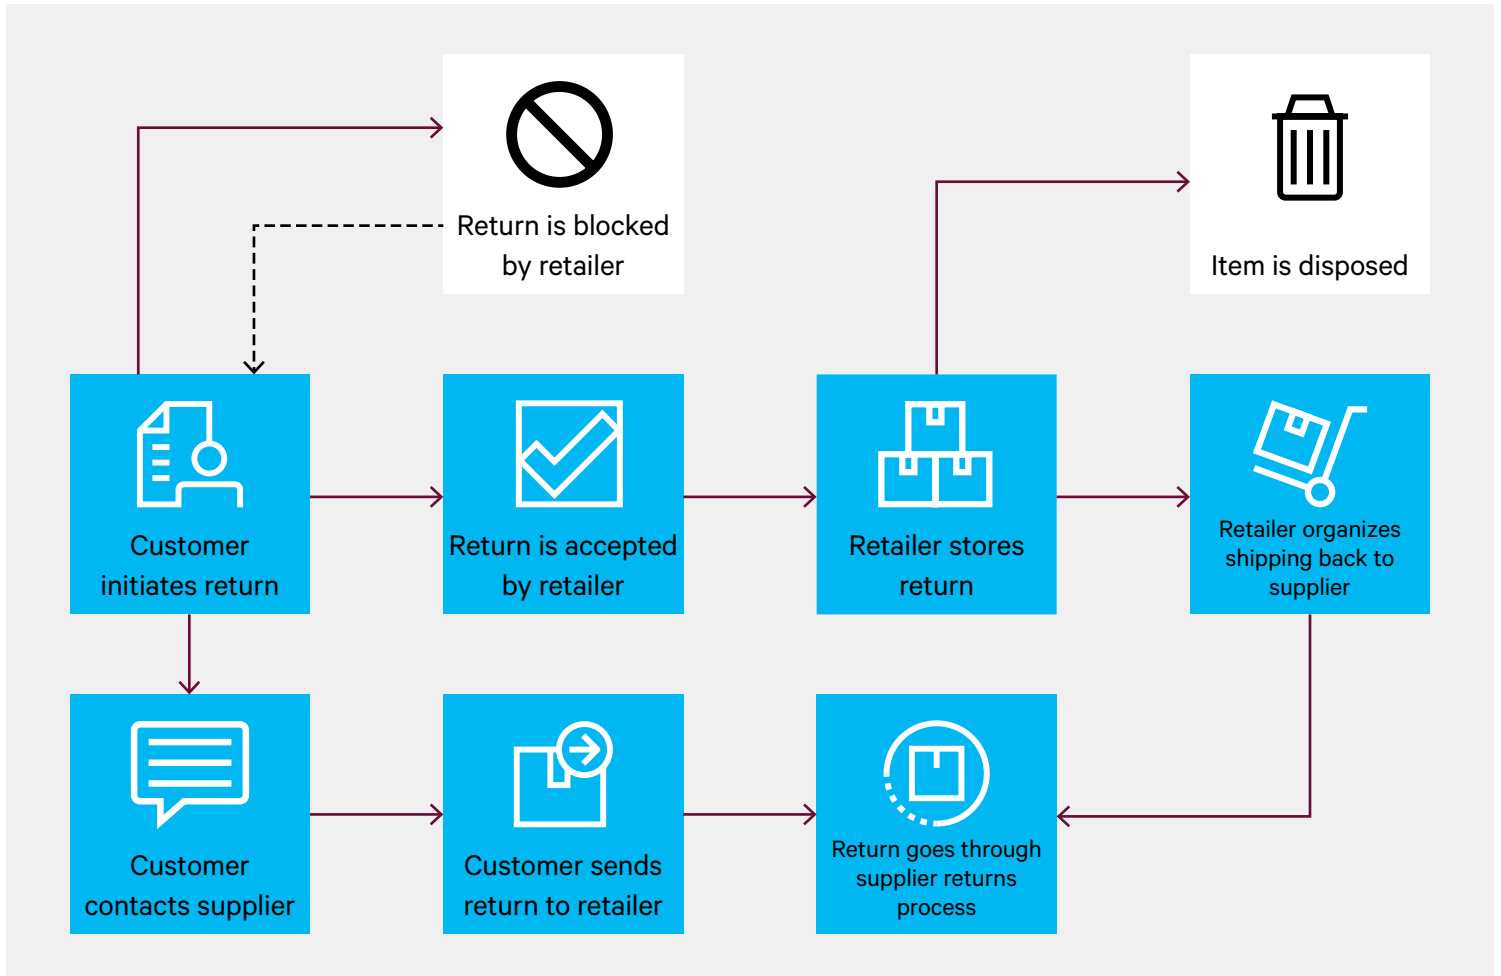 Return is blocked
by retailer
Item is disposed
Customer
initiates return
Return is accepted
by retailer
Retailer stores
return
Retailer organizes
shipping back to
supplier
Customer
contacts supplier
Customer sends
return to retailer
Return goes through
supplier returns
process